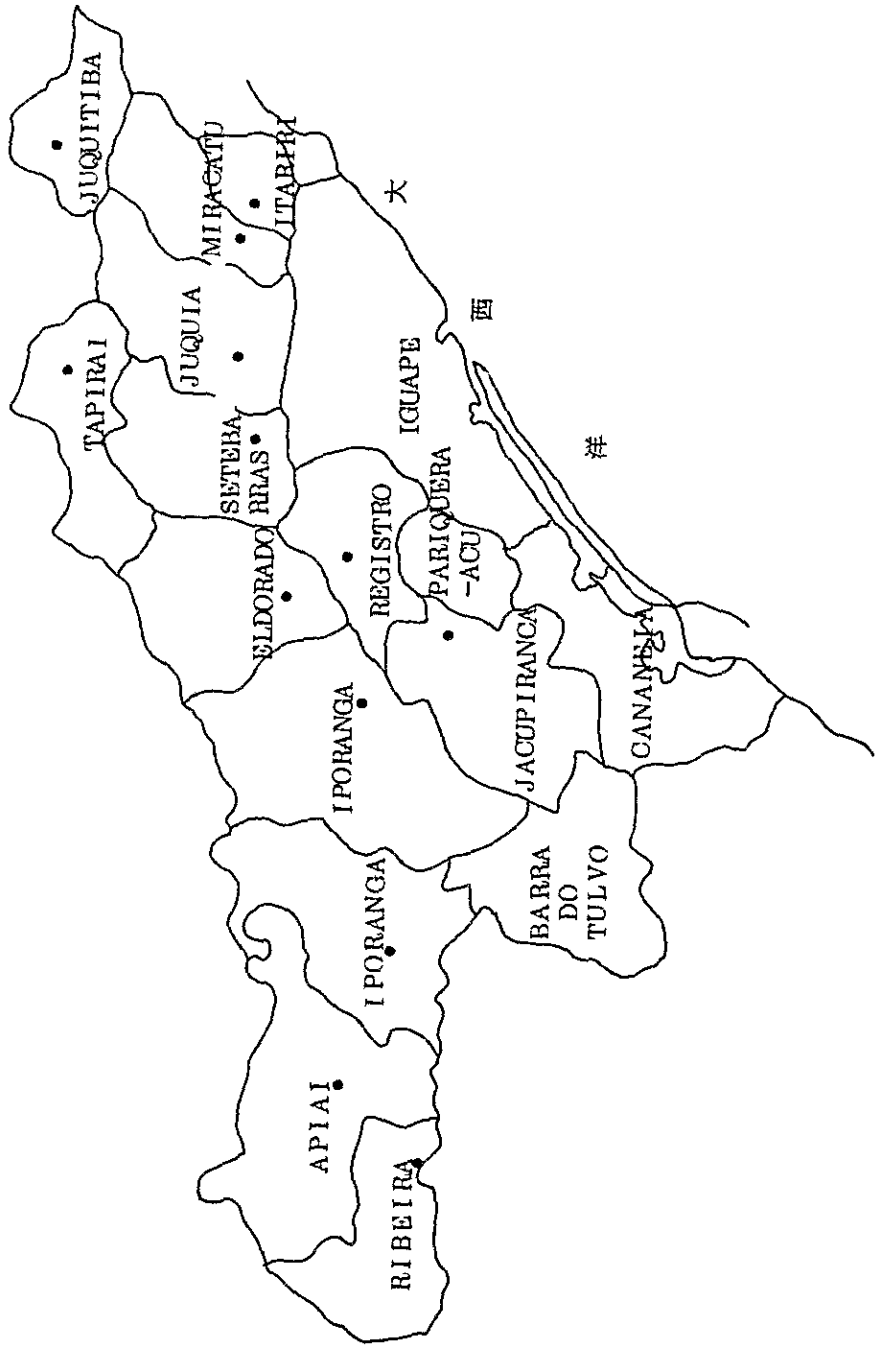 JUQUITIBA
MIRACATU
ITARIRI
TAPIRAI
JUQUIA
SETEBA
RRAS
IGUAPE
ELDORADO
REGISTRO
PARIQUERA
-ACU
IPORANGA
JACUPIRANCA
CANANEIA
IPORANGA
BARRA
DO
TULVO
APIAI
RIBEIRA
大
西
洋